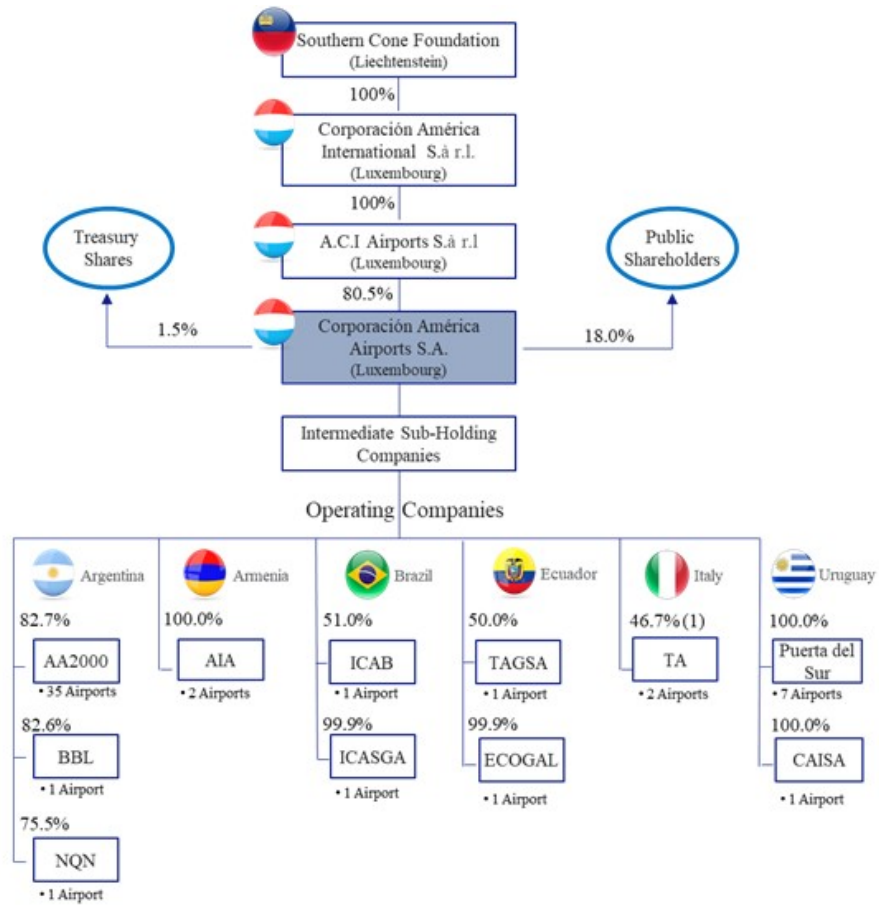 Southern Cone Foundation
(Liechtenstein)
100%
Corporación América
International S.à r.l.
(Luxembourg)
100%
Treasury
Shares
A.C.I Airports S.à r.l
(Luxembourg)
Public
Shareholders
80.5%
1.5%
Corporación América
Airports S.A.
(Luxembourg)
18.0%
Intermediate Sub-Holding
Companies
Operating Companies
Argentina
Armenia
Brazil
Ecuador
Italy
Uruguay
82.7%
100.0%
51.0%
50.0%
46.7% (1)
100.0%
AA2000
AIA
ICAB
TAGSA
TA
Puerta del
Sur
• 35 Airports
• 2 Airports
• 1 Airport
• 1 Airport
• 2 Airports
• 7 Airports
82.6%
99.9%
99.9%
100.0%
BBL
ICASGA
ECOGAL
CAISA
• 1 Airport
• 1 Airport
• 1 Airport
• 1 Airport
75.5%
NQN
• 1 Airport